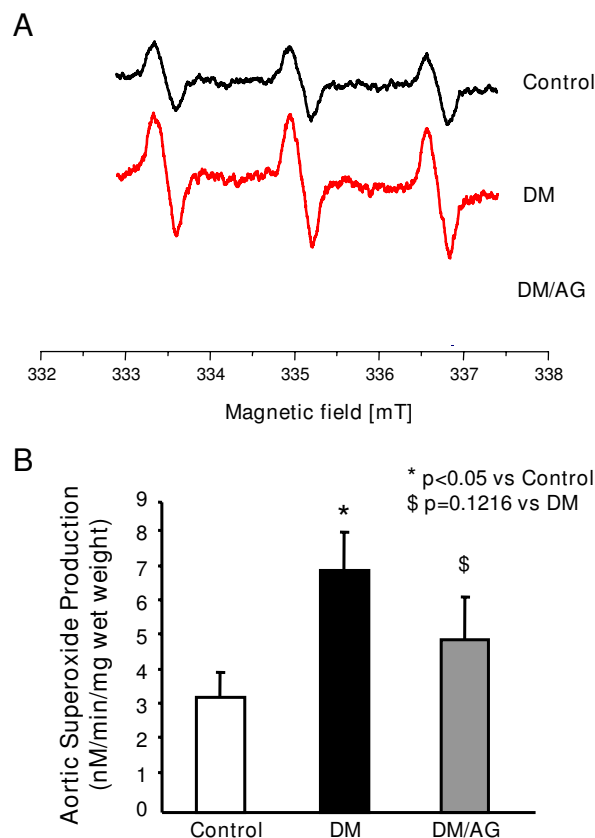 A
Control
DM
DM/AG
332 333 334 335 336 337 338
Magnetic field [mT]
B
* p<0.05 vs Control
$ p=0.1216 vs DM
Aortic Superoxide Production
(nM/min/mg wet weight)
9
8
7
6
5
4
3
2
1
0
*
$
Control DM DM/AG